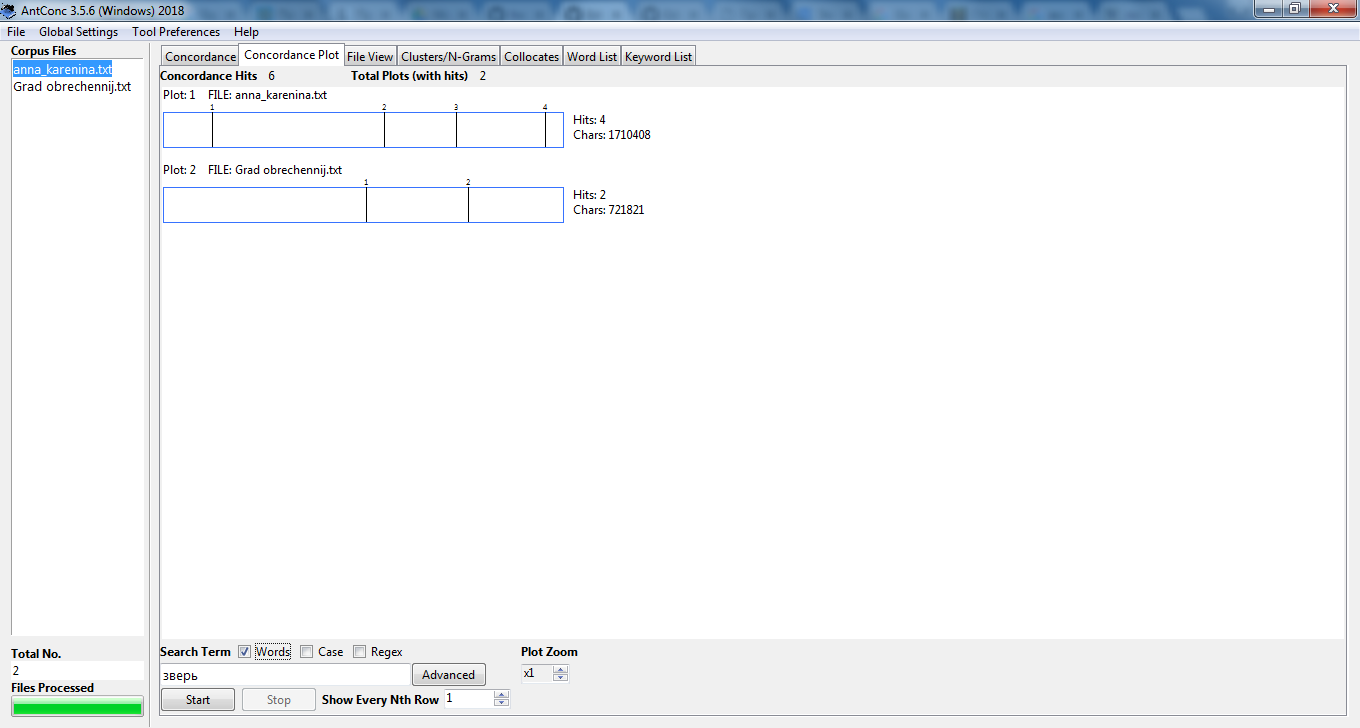 AntConc 3.5.6 (Windows) 2018
File Global Settings Tool Preferences Help
Corpus Files
anna_karenina.txt
Grad obrechennij.txt
Total No.
2
Files Processed
Concordance Concordance Plot File View Clusters/N-Grams Collocates Word List Keyword List
Concordance Hits 6 Total Plots (with hits) 2
Plot: 1 FILE: anna_karenina.txt
1 2 3 4
Hits: 4
Chars: 1710408
Plot: 2 FILE: Grad obrechennij.txt
1 2
Hits: 2
Chars: 721821
Search Term Words Case Regex Plot Zoom
зверь Advanced x1
Start Stop Show Every Nth Row 1